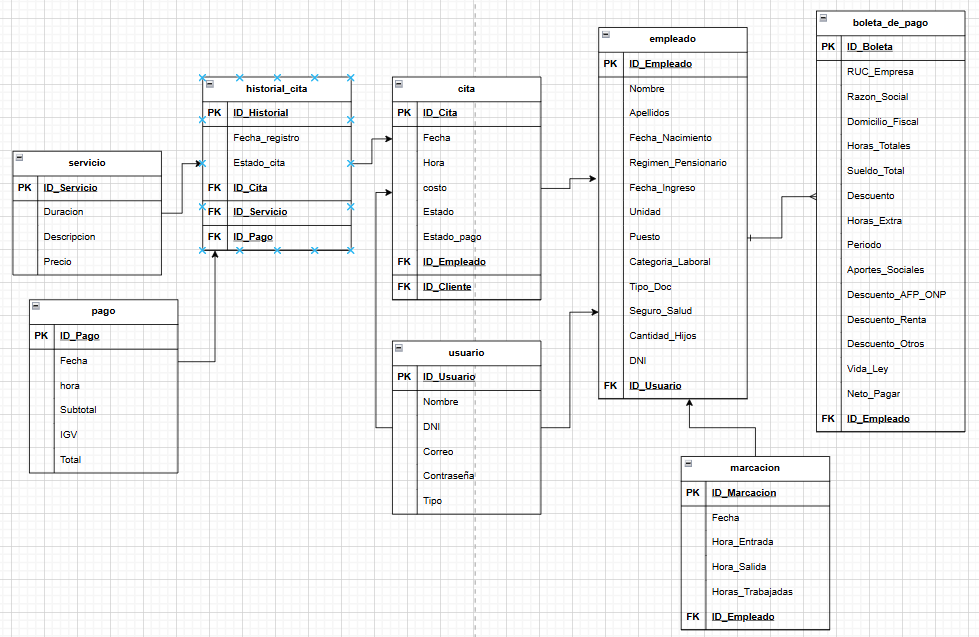 servicio
PK ID_Servicio
Duracion
Descripcion
Precio
pago
PK ID_Pago
Fecha
hora
Subtotal
IGV
Total
historial_cita
PK ID_Historial
Fecha_registro
Estado_cita
FK ID_Cita
FK ID_Servicio
FK ID_Pago
cita
PK ID_Cita
Fecha
Hora
costo
Estado
Estado_pago
FK ID_Empleado
FK ID_Cliente
usuario
PK ID_Usuario
Nombre
DNI
Correo
Contraseña
Tipo
empleado
PK ID_Empleado
Nombre
Apellidos
Fecha_Nacimiento
Regimen_Pensionario
Fecha_Ingreso
Unidad
Puesto
Categoria_Laboral
Tipo_Doc
Seguro_Salud
Cantidad_Hijos
DNI
FK ID_Usuario
marcacion
PK ID_Marcacion
Fecha
Hora_Entrada
Hora_Salida
Horas_Trabajadas
FK ID_Empleado
boleta_de_pago
PK ID_Boleta
RUC_Empresa
Razon_Social
Domicilio_Fiscal
Horas_Totales
Sueldo_Total
Descuento
Horas_Extra
Periodo
Aportes_Sociales
Descuento_AFP_ONP
Descuento_Renta
Descuento_Otros
Vida_Ley
Neto_Pagar
FK ID_Empleado